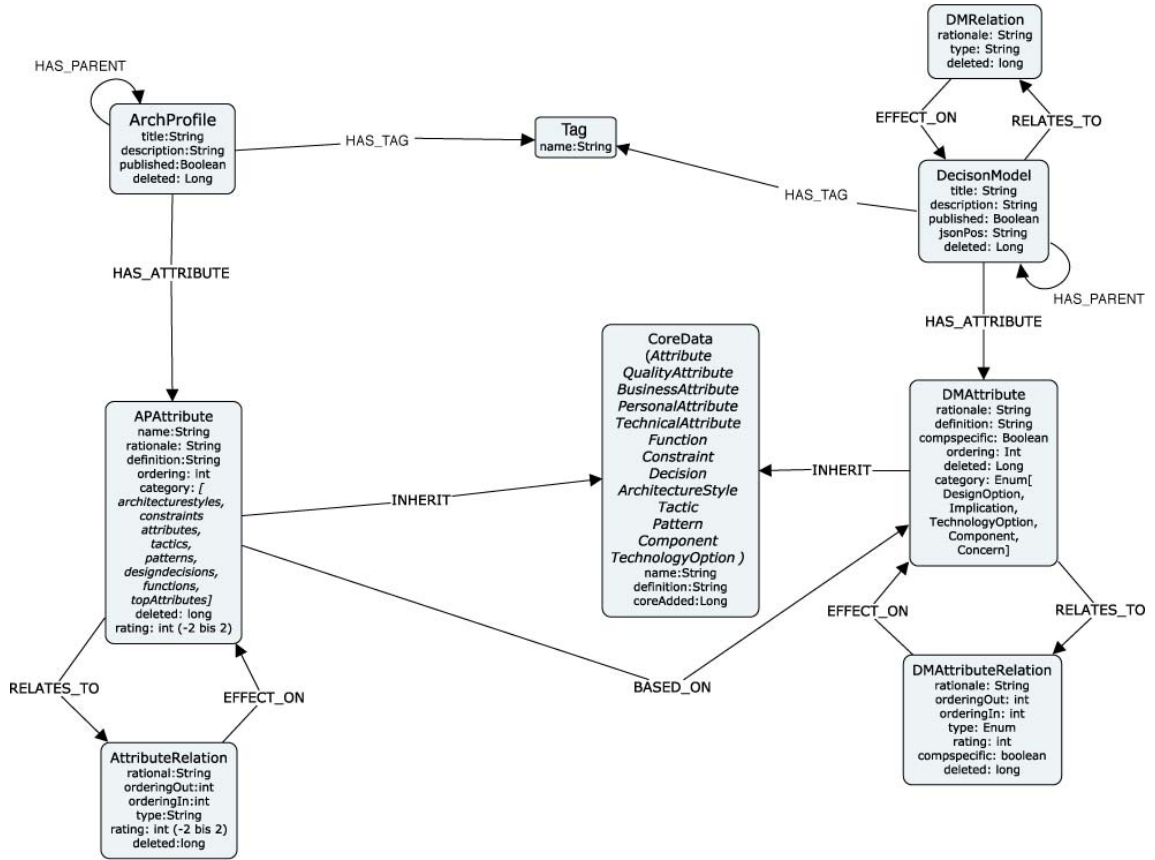 DMRelation
rationale: String
type: String
deleted: long
HAS_PARENT
EFFECT_ON
RELATES_TO
ArchProfile
title:String
description:String
published:Boolean
deleted: Long
HAS_TAG
Tag
name:String
HAS_TAG
DecisonModel
title: String
description: String
published: Boolean
jsonPos: String
deleted: Long
HAS_PARENT
HAS_ATTRIBUTE
HAS_ATTRIBUTE
CoreData
(Attribute
QualityAttribute
BusinessAttribute
PersonalAttribute
TechnicalAttribute
Function
Constraint
Decision
ArchitectureStyle
Tactic
Pattern
Component
TechnologyOption )
name:String
definition:String
coreAdded:Long
APAttribute
name:String
rationale: String
definition:String
ordering: int
category: [
architecturestyles,
constraints
attributes,
tactics,
patterns,
designdecisions,
functions,
topAttributes]
deleted: long
rating: int (-2 bis 2)
INHERIT
INHERIT
DMAttribute
rationale: String
definition: String
compspecific: Boolean
ordering: Int
deleted: Long
category: Enum[
DesignOption,
Implication,
TechnologyOption,
Component,
Concern]
EFFECT_ON
RELATES_TO
BASED_ON
RELATES_TO
EFFECT_ON
DMAttributeRelation
rationale: String
orderingOut: int
orderingIn: int
type: Enum
rating: int
compspecific: boolean
deleted: long
AttributeRelation
rational:String
orderingOut:int
orderingIn:int
type:String
rating: int (-2 bis 2)
deleted:long